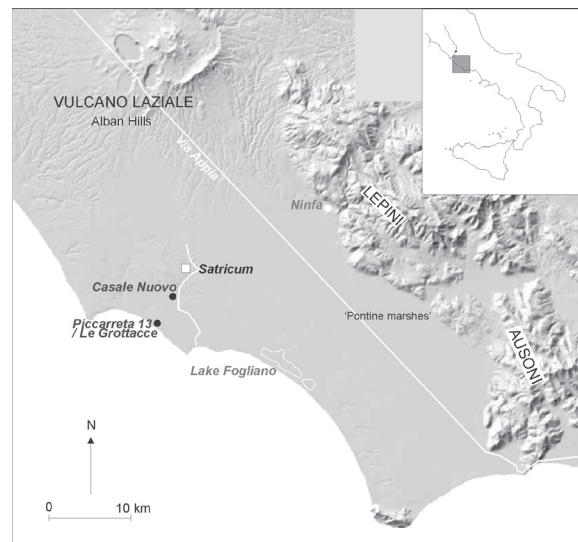 VULCANO LAZIALE
Alban Hills
Via Appia
Ninfa
LEPINI
Satricum
Casale Nuovo
Piccarreta 13
/ Le Grottacce
'Pontine marshes'
AUSONI
Lake Fogliano
N
0 10 km